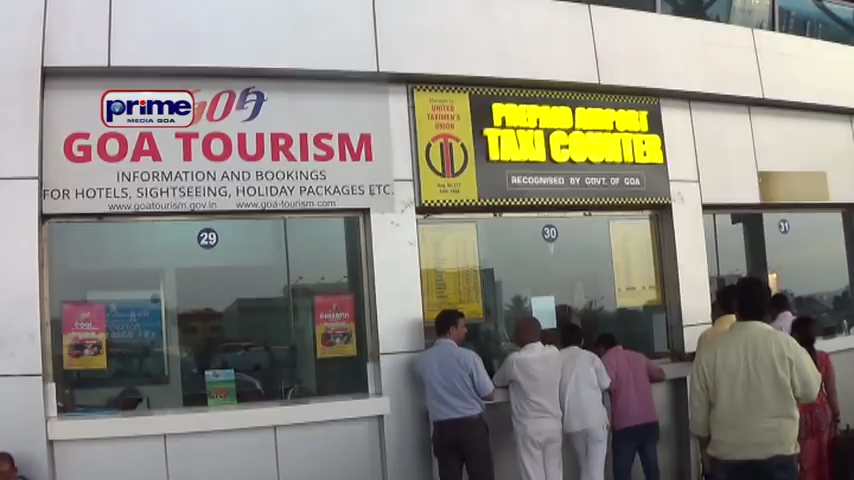 prime
MEDIA GOA
GOA
GOA TOURISM
INFORMATION AND BOOKINGS
FOR HOTELS, SIGHTSEEING, HOLIDAY PACKAGES ETC.
www.goatourism.gov.in www.goa-tourism.com
29
UNITED
TAXIMEN'S
UNION
PREPAID AIRPORT
TAXI COUNTER
RECOGNISED BY GOVT. OF GOA
30
31